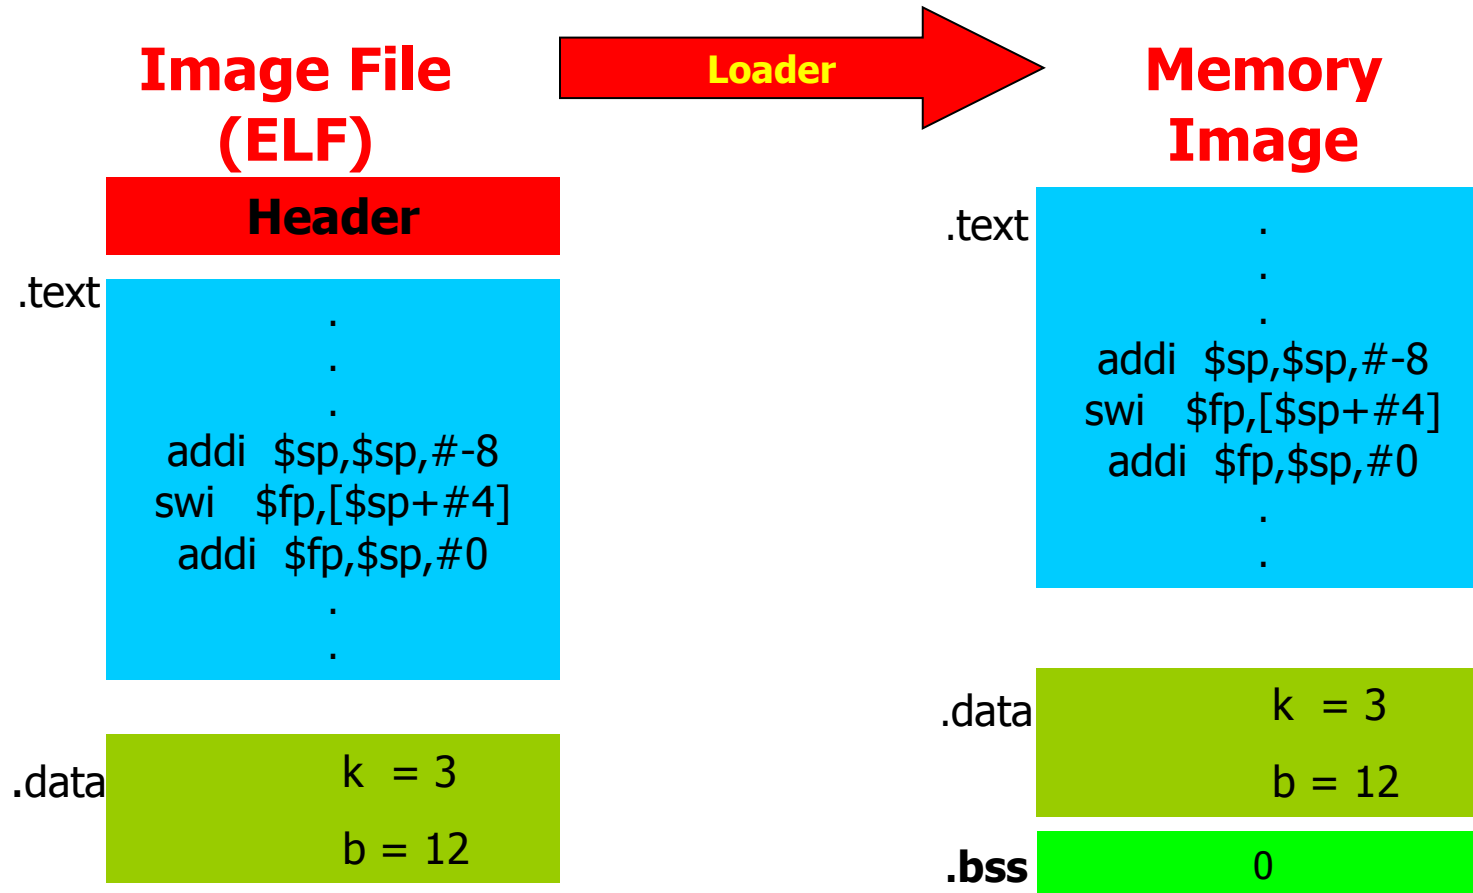 Image File
(ELF)
Header
.text
.
.
.
addi $sp,$sp,#-8
swi $fp,[$sp+#4]
addi $fp,$sp,#0
.
.
.data
k = 3
b = 12
Loader
Memory
Image
.text
.
.
.
addi $sp,$sp,#-8
swi $fp,[$sp+#4]
addi $fp,$sp,#0
.
.
.data
k = 3
b = 12
.bss
0